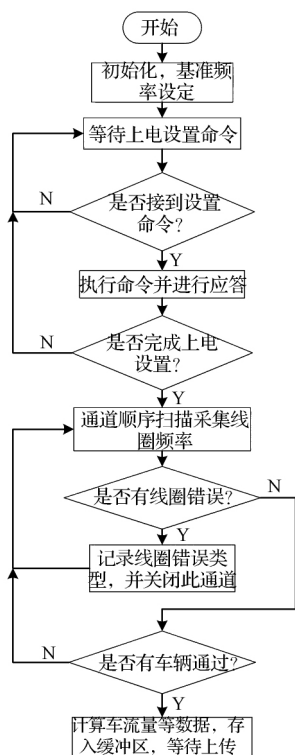 开始
初始化，基准频
率设定
等待上电设置命令
N
是否接到设置
命令?
Y
执行命令并进行应答
N
是否完成上电
设置?
Y
通道顺序扫描采集线
圈频率
是否有线圈错误?
N
Y
记录线圈错误类
型，并关闭此通道
N
是否有车辆通过?
Y
计算车流量等数据，存
入缓冲区，等待上传